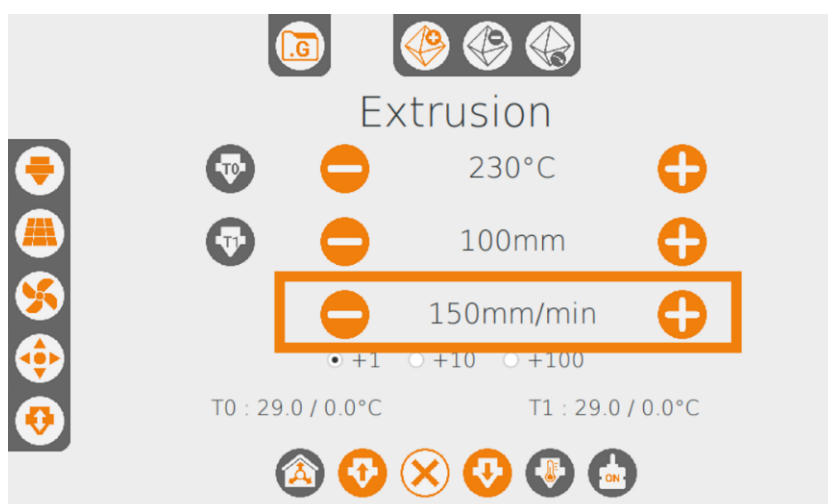 .G
Extrusion
T0 230°C
T1 100mm
150mm/min
+1 +10 +100
T0 : 29.0 / 0.0°C T1 : 29.0 / 0.0°C
ON